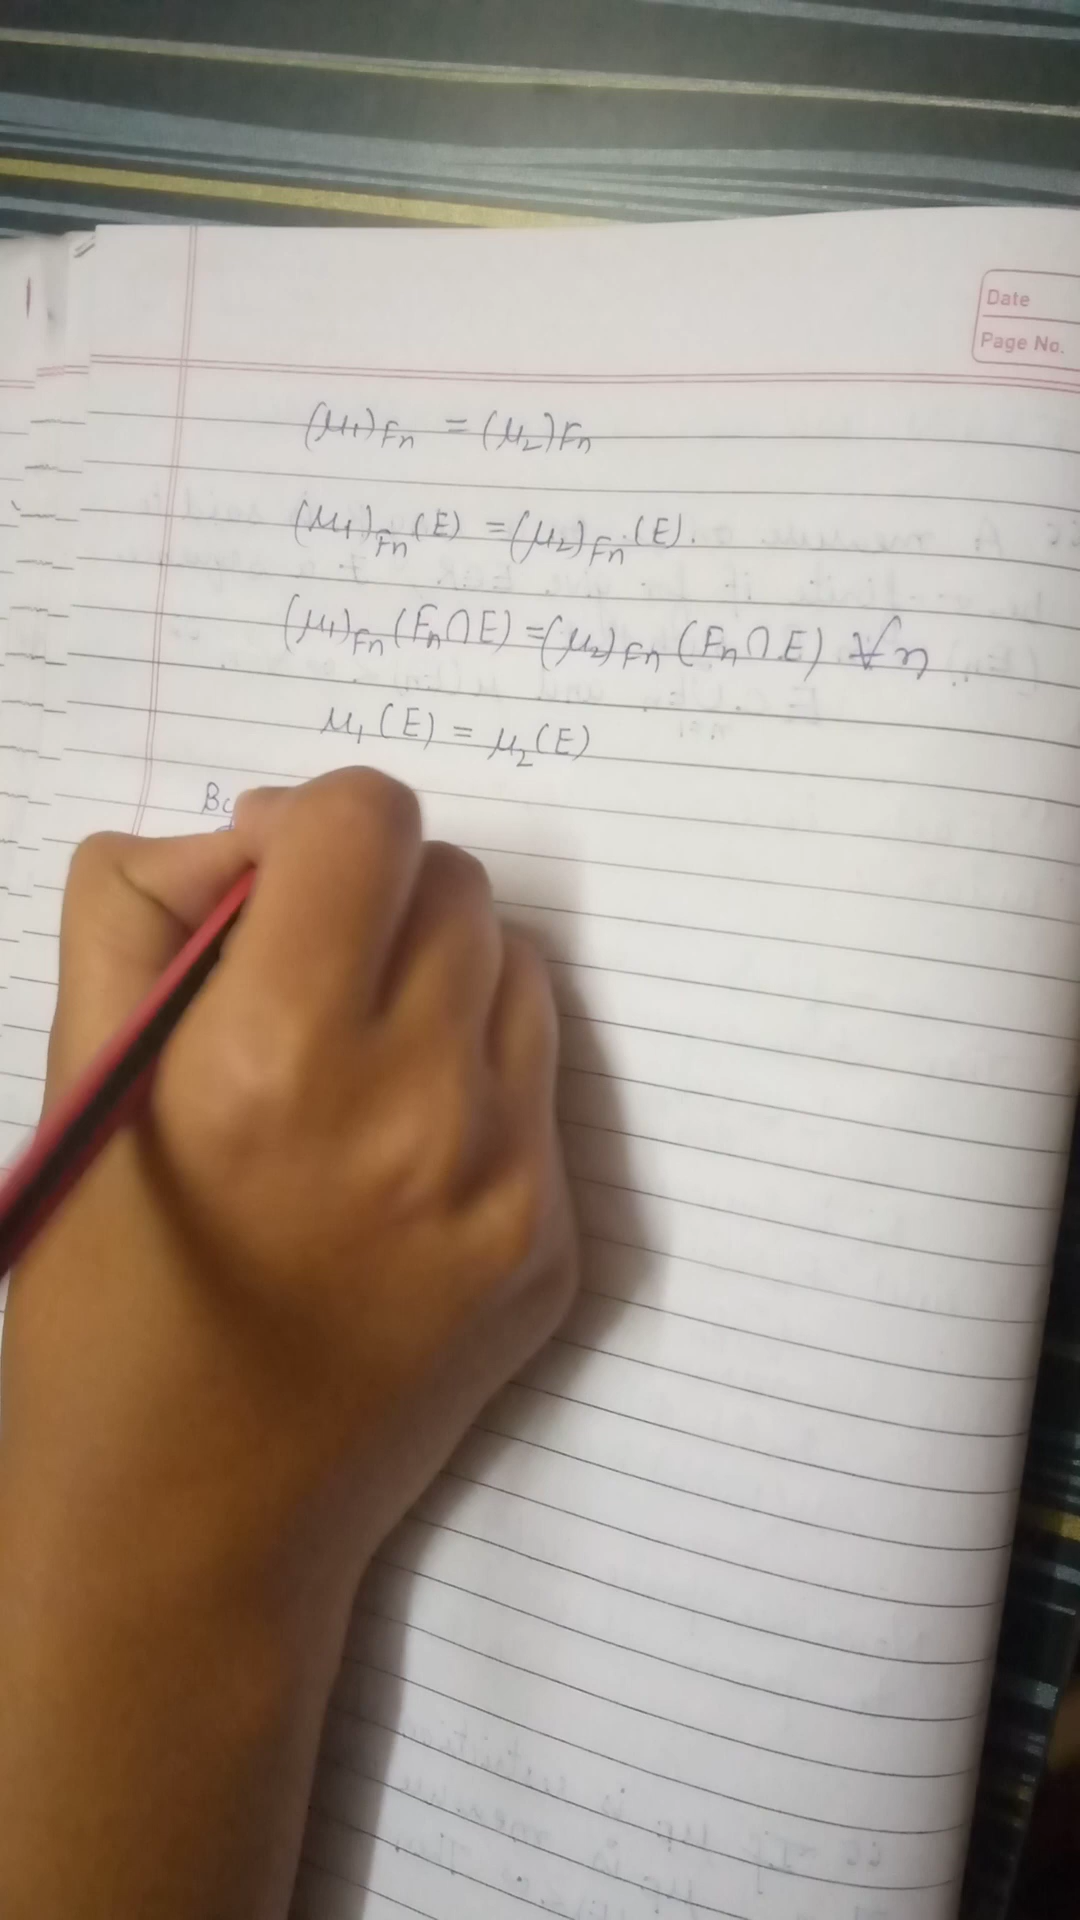 Date
Page No.
(μ₁)Fₙ = (μ₂)Fₙ
(μ₁)Fₙ(E) = (μ₂)Fₙ(E).
(μ₁)Fₙ(Fₙ∩E) = (μ₂)Fₙ(Fₙ∩E) ∀n
μ₁(E) = μ₂(E)
By